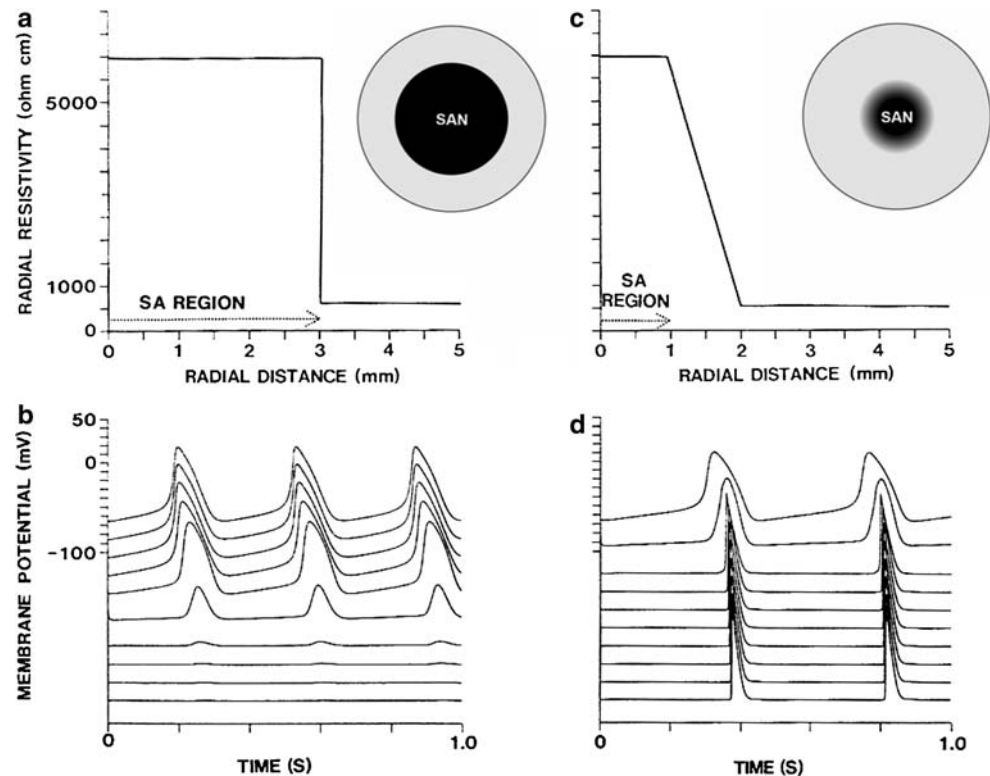 a
RADIAL RESISTIVITY (ohm cm)
5000
1000
0
SAN
SA REGION
0 1 2 3 4 5
RADIAL DISTANCE (mm)
c
SAN
SA
REGION
0 1 2 3 4 5
RADIAL DISTANCE (mm)
b
MEMBRANE POTENTIAL (mV)
50
0
-100
0 1.0
TIME (S)
d
0 1.0
TIME (S)